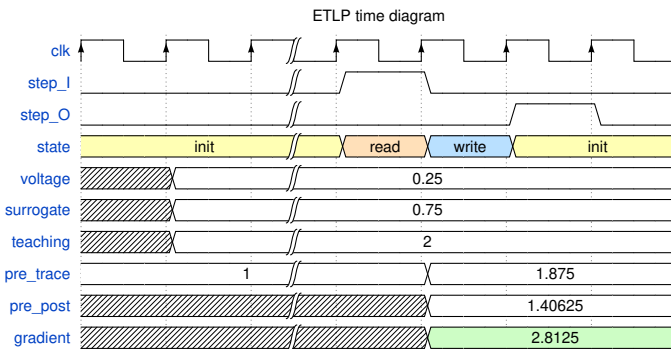 ETLP time diagram
clk
step_I
step_O
state init read write init
voltage 0.25
surrogate 0.75
teaching 2
pre_trace 1 1.875
pre_post 1.40625
gradient 2.8125